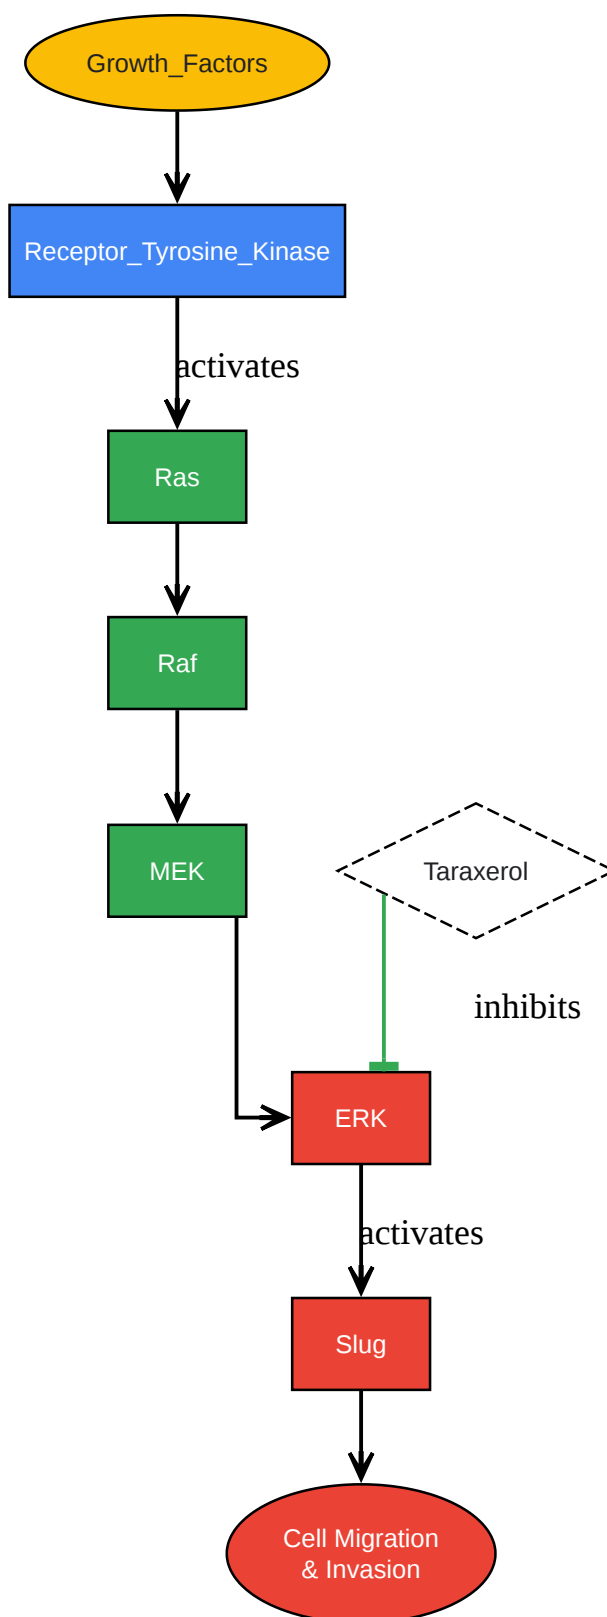 Growth_Factors
Receptor_Tyrosine_Kinase
activates
Ras
Raf
MEK
Taraxerol
inhibits
ERK
activates
Slug
Cell Migration
& Invasion